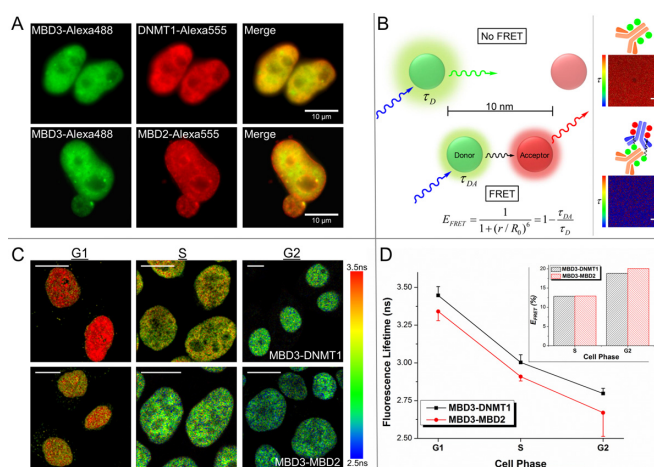 A
MBD3-Alexa488
DNMT1-Alexa555
Merge
10 µm
MBD3-Alexa488
MBD2-Alexa555
Merge
10 µm
B
No FRET
τD
10 nm
Donor
Acceptor
τDA
FRET
E_FRET = 1 / (1+(r / R0)^6) = 1 − τDA / τD
τ
τ
C
G1
S
G2
3.5ns
MBD3-DNMT1
MBD3-MBD2
2.5ns
D
Fluorescence Lifetime (ns)
3.50
3.25
3.00
2.75
2.50
MBD3-DNMT1
MBD3-MBD2
G1
S
G2
Cell Phase
MBD3-DNMT1
MBD3-MBD2
E_FRET (%)
20
15
10
5
0
S
G2
Cell Phase